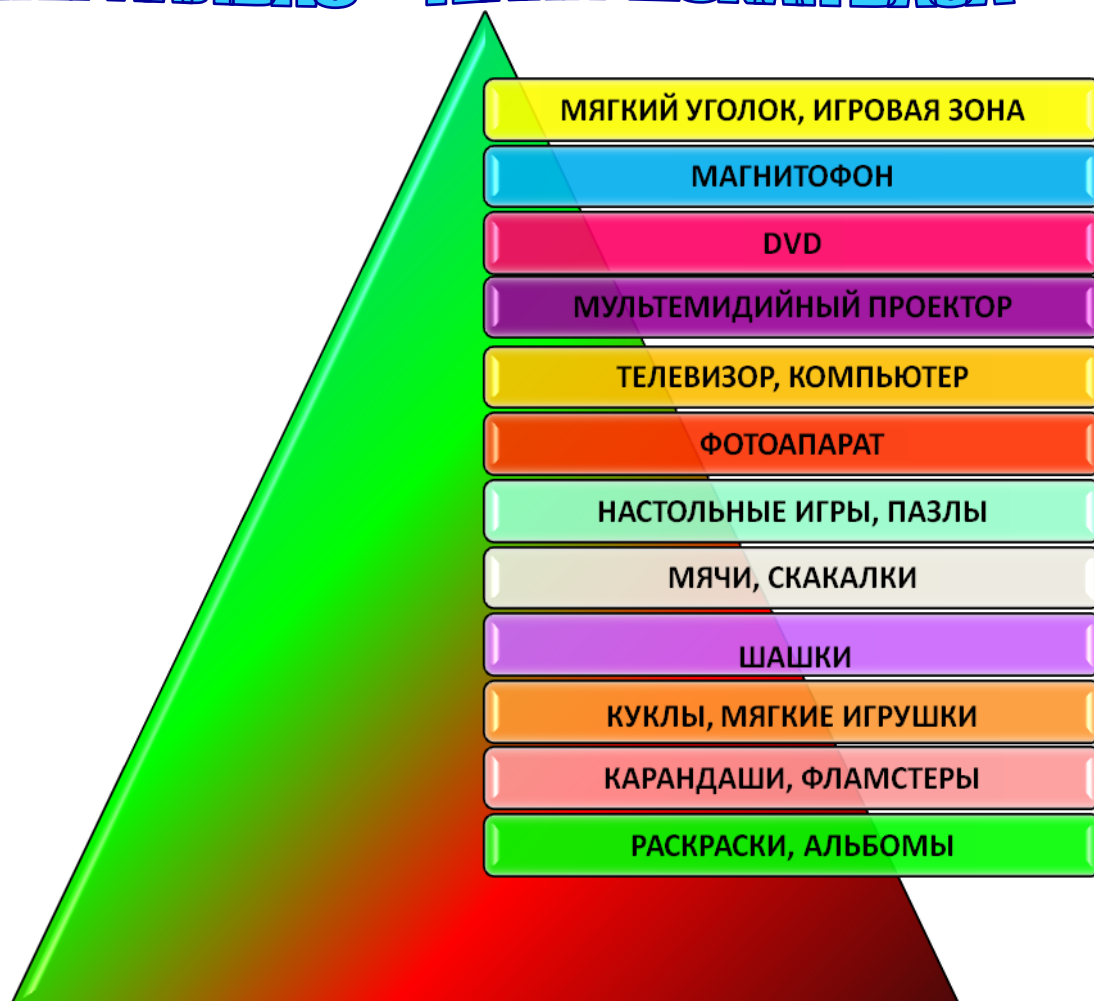 МЯГКИЙ УГОЛОК, ИГРОВАЯ ЗОНА
МАГНИТОФОН
DVD
МУЛЬТЕМИДИЙНЫЙ ПРОЕКТОР
ТЕЛЕВИЗОР, КОМПЬЮТЕР
ФОТОАПАРАТ
НАСТОЛЬНЫЕ ИГРЫ, ПАЗЛЫ
МЯЧИ, СКАКАЛКИ
ШАШКИ
КУКЛЫ, МЯГКИЕ ИГРУШКИ
КАРАНДАШИ, ФЛАМСТЕРЫ
РАСКРАСКИ, АЛЬБОМЫ